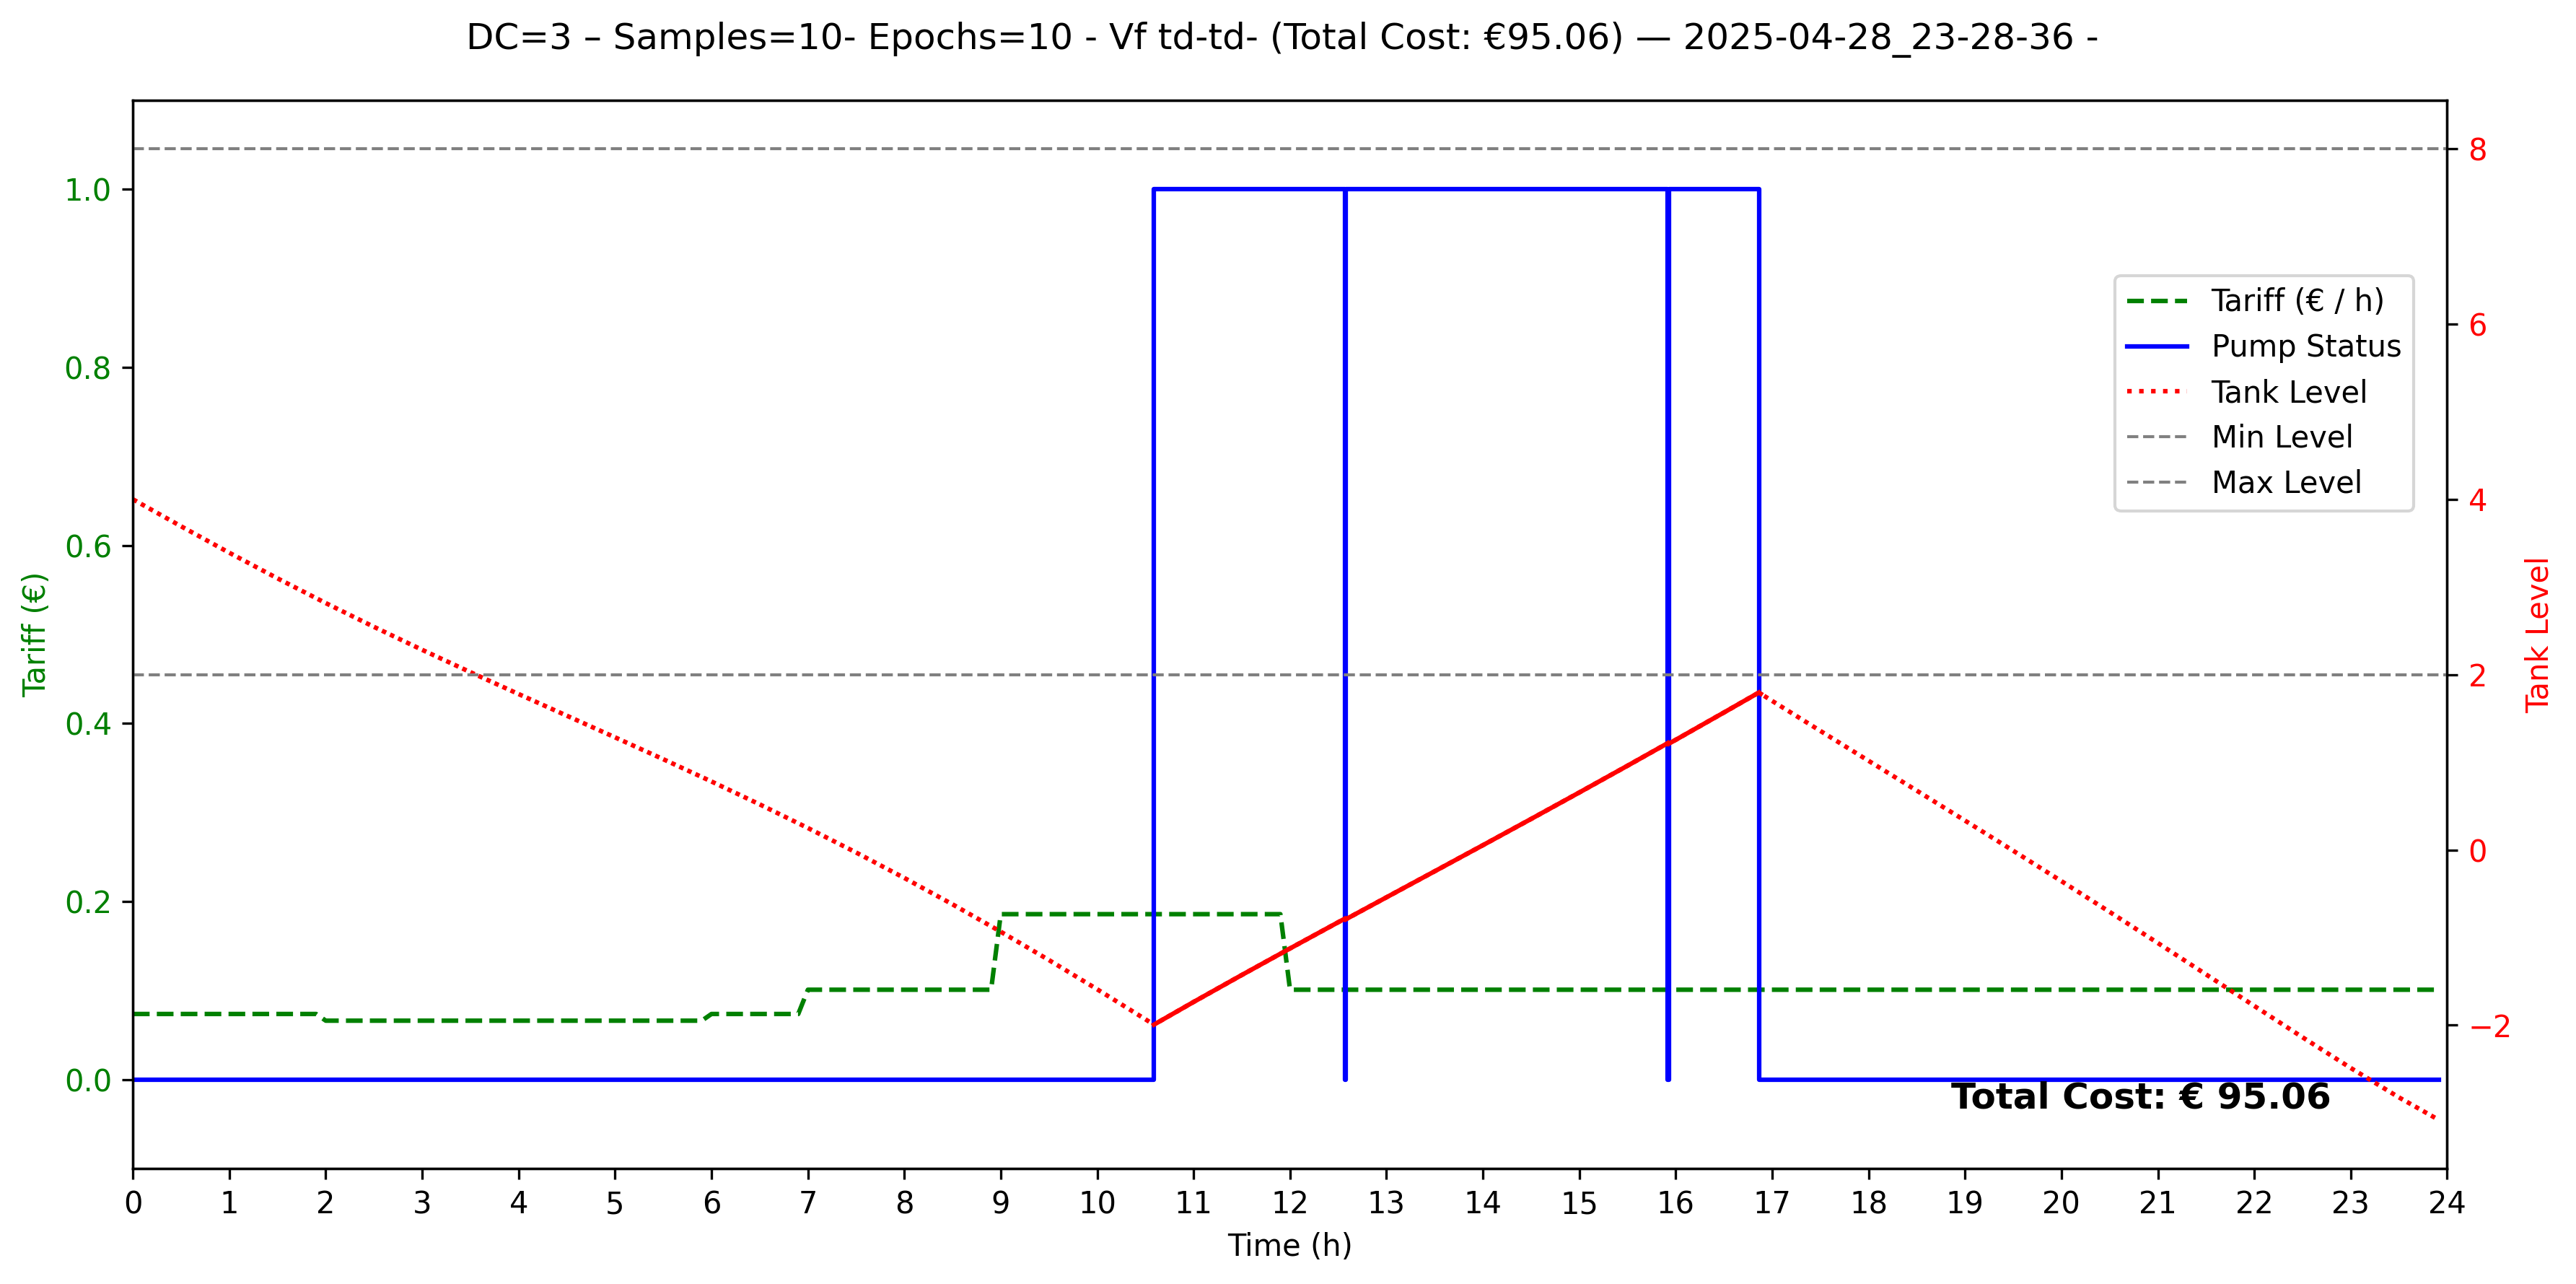 DC=3 – Samples=10- Epochs=10 - Vf td-td- (Total Cost: €95.06) — 2025-04-28_23-28-36 -
Tariff (€)
1.0
0.8
0.6
0.4
0.2
0.0
Tariff (€ / h)
Pump Status
Tank Level
Min Level
Max Level
8
6
4
2
0
−2
Tank Level
Total Cost: € 95.06
0 1 2 3 4 5 6 7 8 9 10 11 12 13 14 15 16 17 18 19 20 21 22 23 24
Time (h)